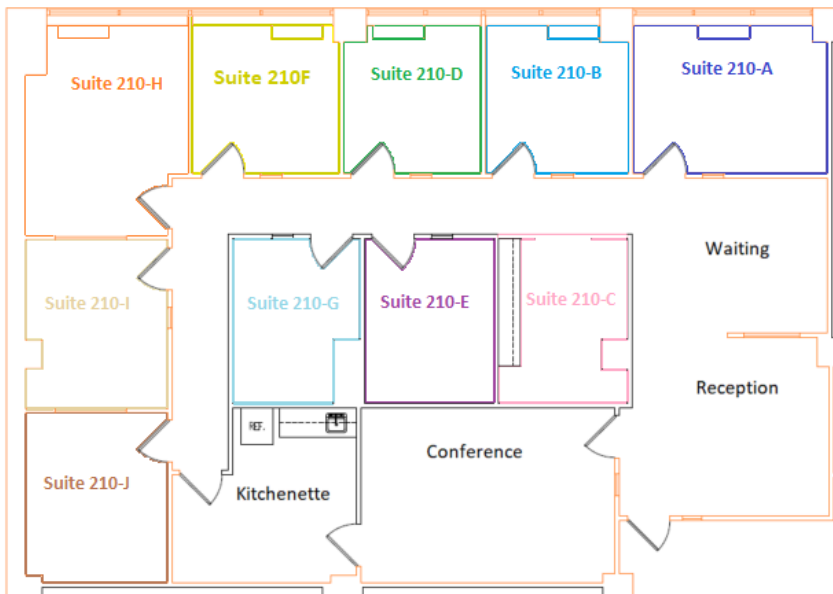 Suite 210-H
Suite 210F
Suite 210-D
Suite 210-B
Suite 210-A
Waiting
Suite 210-I
Suite 210-G
Suite 210-E
Suite 210-C
Reception
REF.
Conference
Suite 210-J
Kitchenette